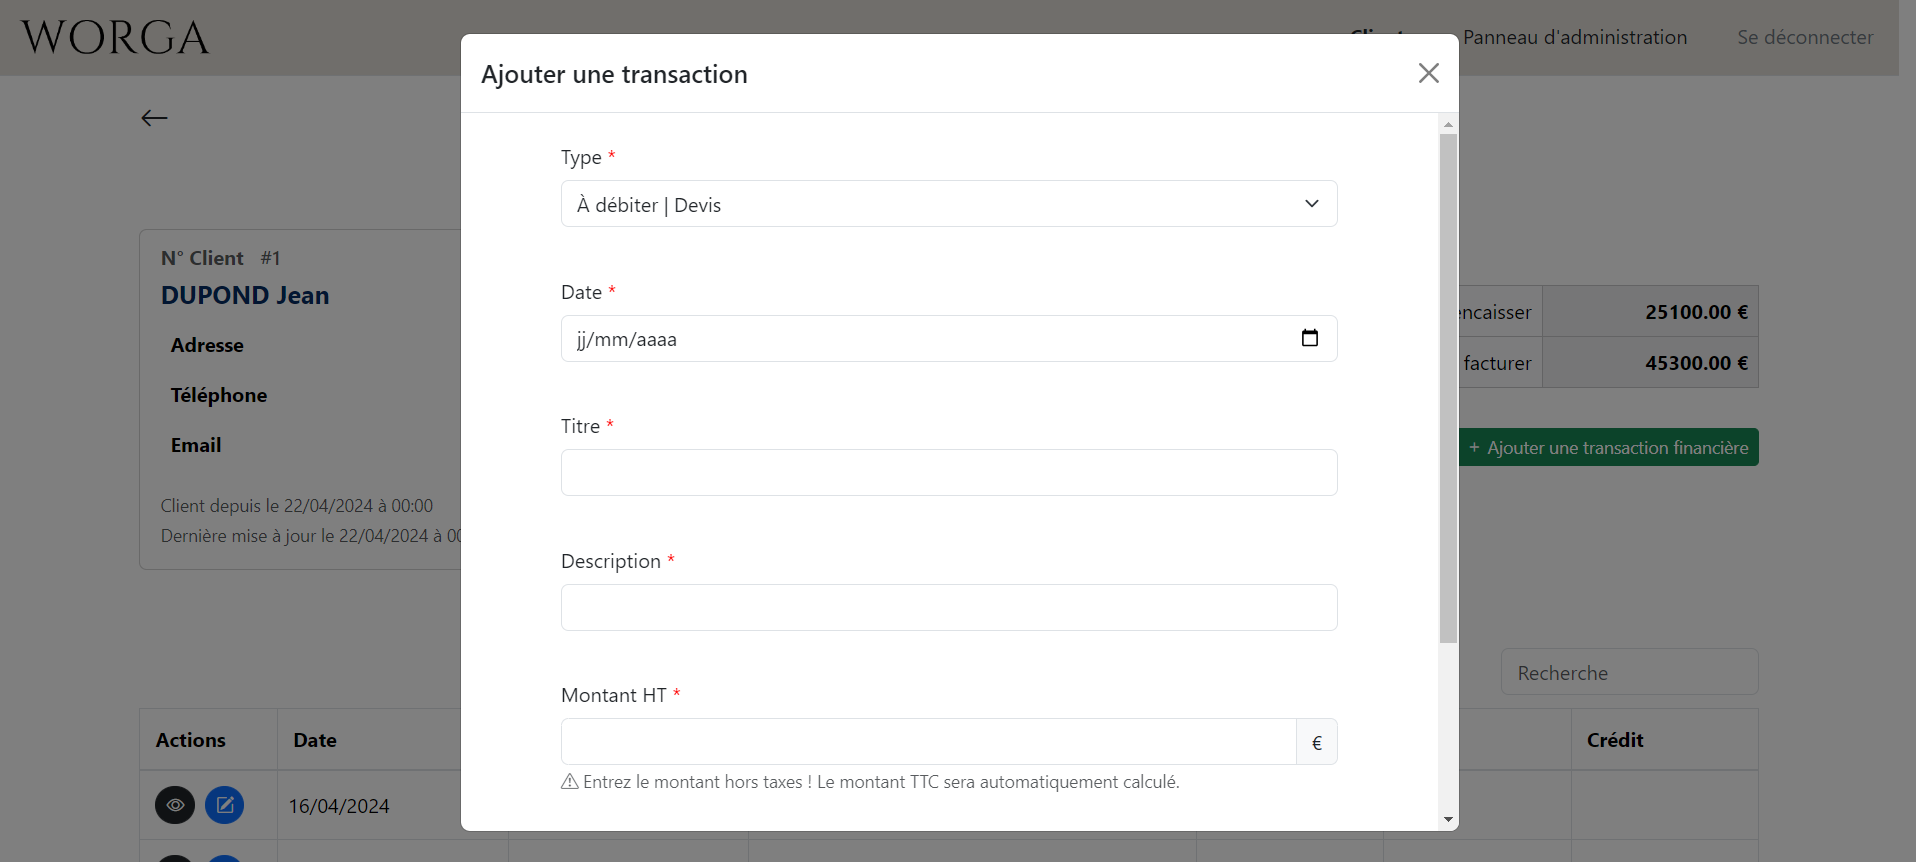 WORGA
Panneau d'administration
Se déconnecter
Ajouter une transaction
Type *
À débiter | Devis
N° Client #1
DUPOND Jean
Date *
jj/mm/aaaa
encaisser 25100.00 €
Adresse
facturer 45300.00 €
Téléphone
Titre *
Email
+ Ajouter une transaction financière
Client depuis le 22/04/2024 à 00:00
Dernière mise à jour le 22/04/2024 à
Description *
Recherche
Montant HT *
€
Entrez le montant hors taxes ! Le montant TTC sera automatiquement calculé.
Actions Date Crédit
16/04/2024